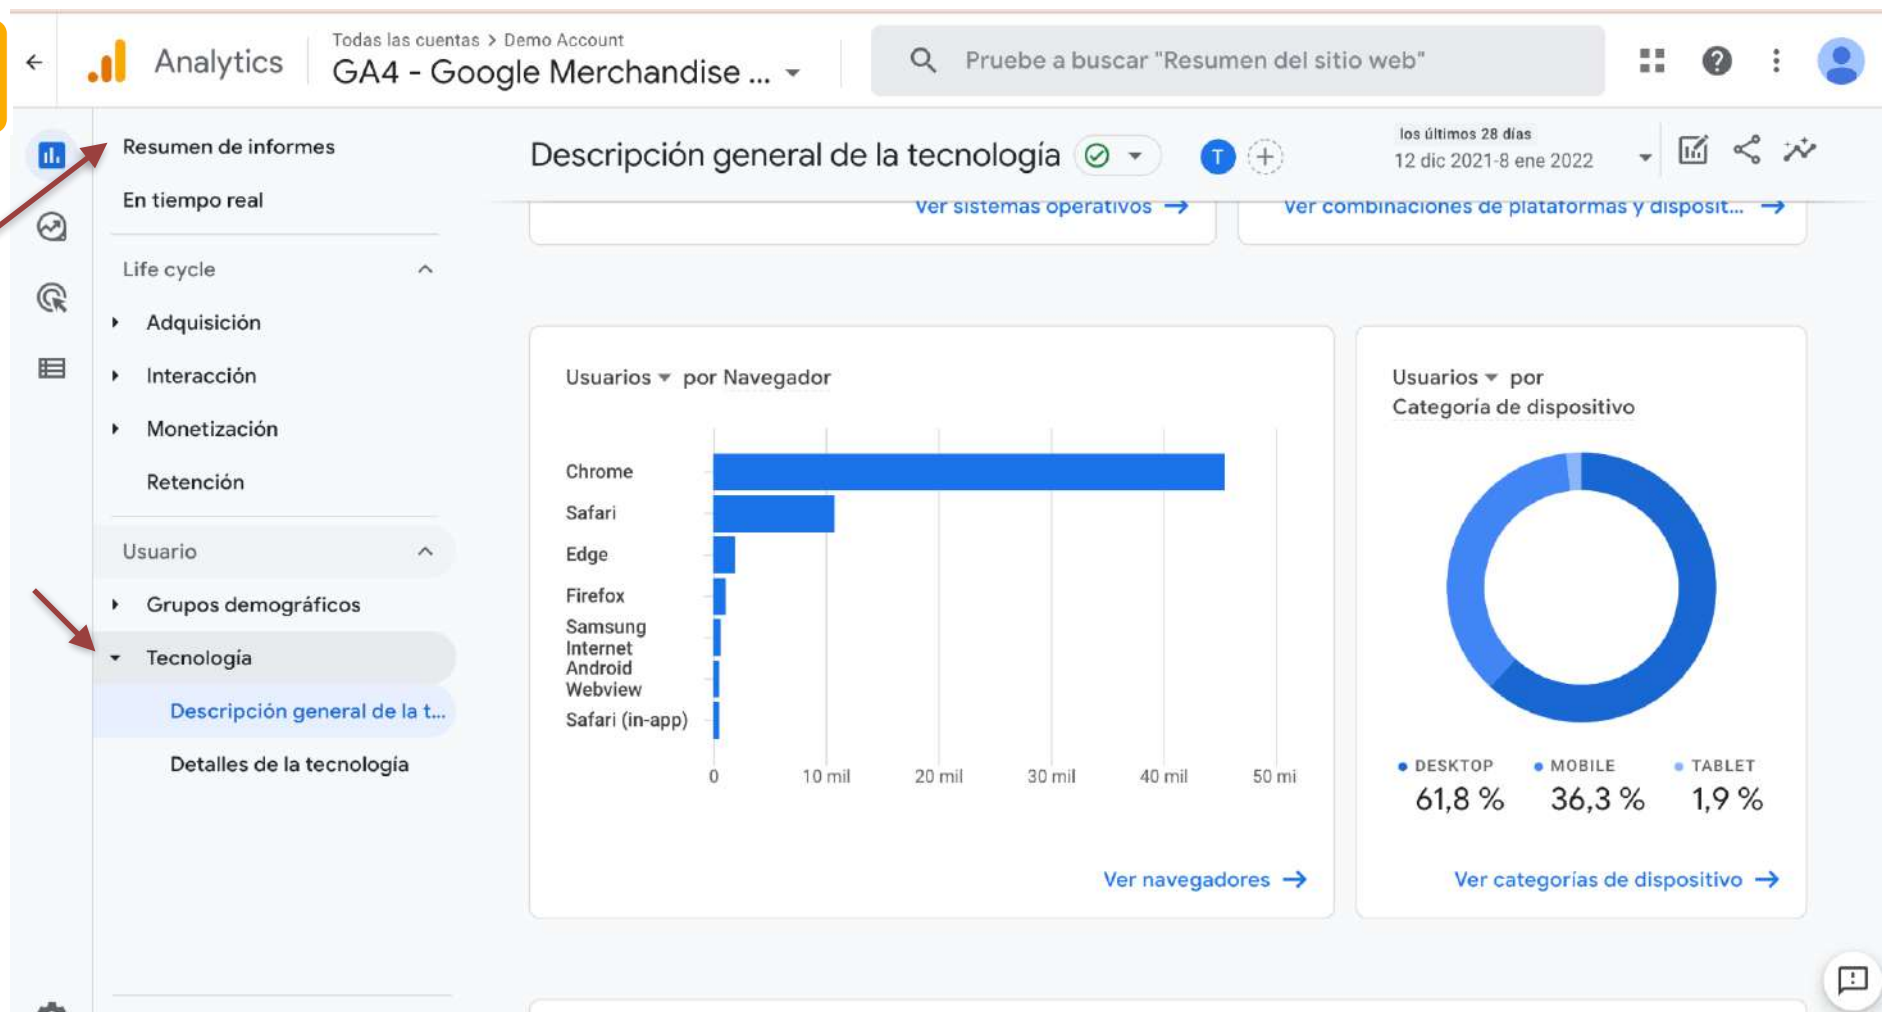 Analytics
Todas las cuentas > Demo Account
GA4 - Google Merchandise ...
Pruebe a buscar "Resumen del sitio web"
Resumen de informes
En tiempo real
Life cycle
Adquisición
Interacción
Monetización
Retención
Usuario
Grupos demográficos
Tecnología
Descripción general de la t...
Detalles de la tecnología
Descripción general de la tecnología
T
los últimos 28 días
12 dic 2021-8 ene 2022
Ver sistemas operativos
Ver combinaciones de plataformas y disposit...
Usuarios por Navegador
Chrome
Safari
Edge
Firefox
Samsung
Internet
Android
Webview
Safari (in-app)
0 10 mil 20 mil 30 mil 40 mil 50 mi
Ver navegadores
Usuarios por
Categoría de dispositivo
DESKTOP MOBILE TABLET
61,8 % 36,3 % 1,9 %
Ver categorías de dispositivo